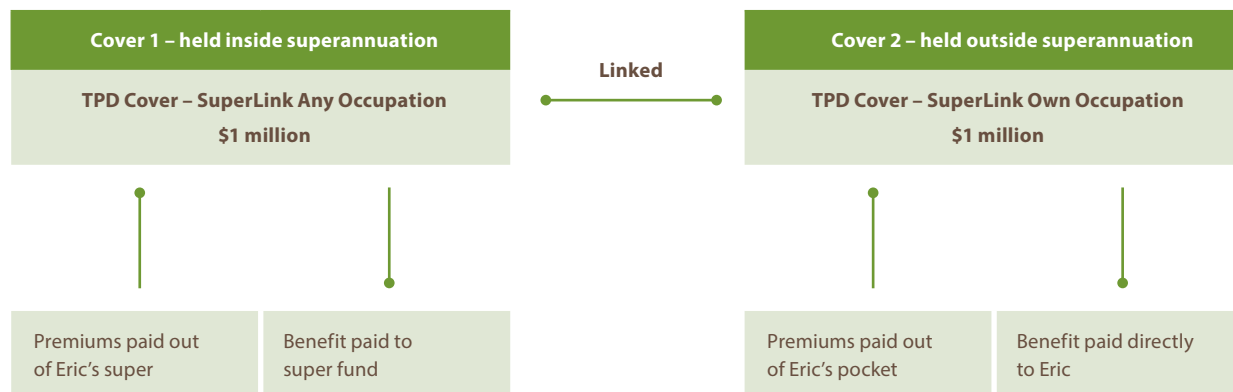 Cover 1 – held inside superannuation
TPD Cover – SuperLink Any Occupation
$1 million
Linked
Cover 2 – held outside superannuation
TPD Cover – SuperLink Own Occupation
$1 million
Premiums paid out
of Eric’s super
Benefit paid to
super fund
Premiums paid out
of Eric’s pocket
Benefit paid directly
to Eric